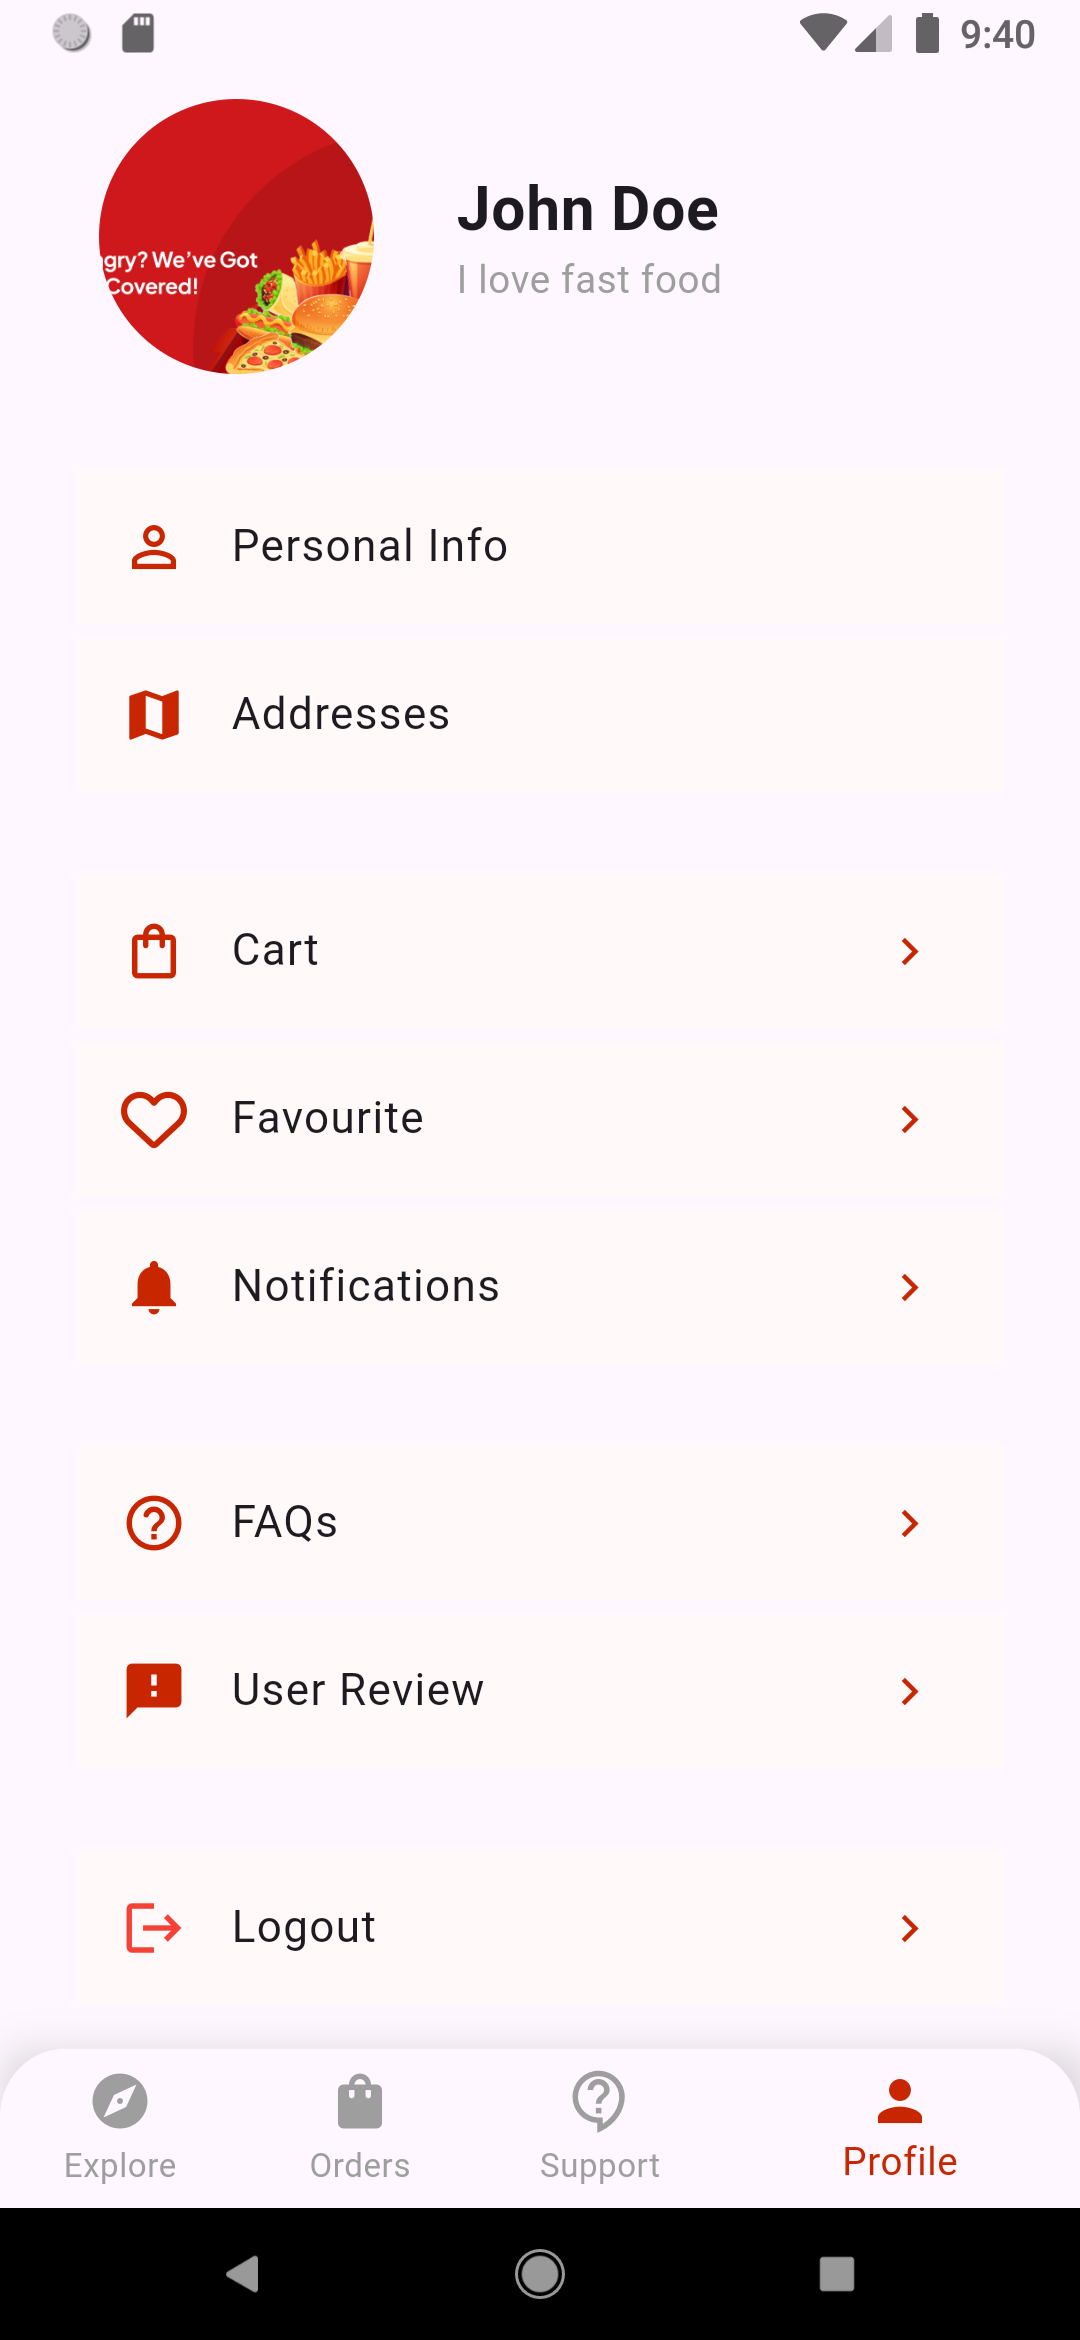 9:40
gry? We've Got
Covered!
John Doe
I love fast food
Personal Info
Addresses
Cart
Favourite
Notifications
FAQs
User Review
Logout
Explore
Orders
Support
Profile